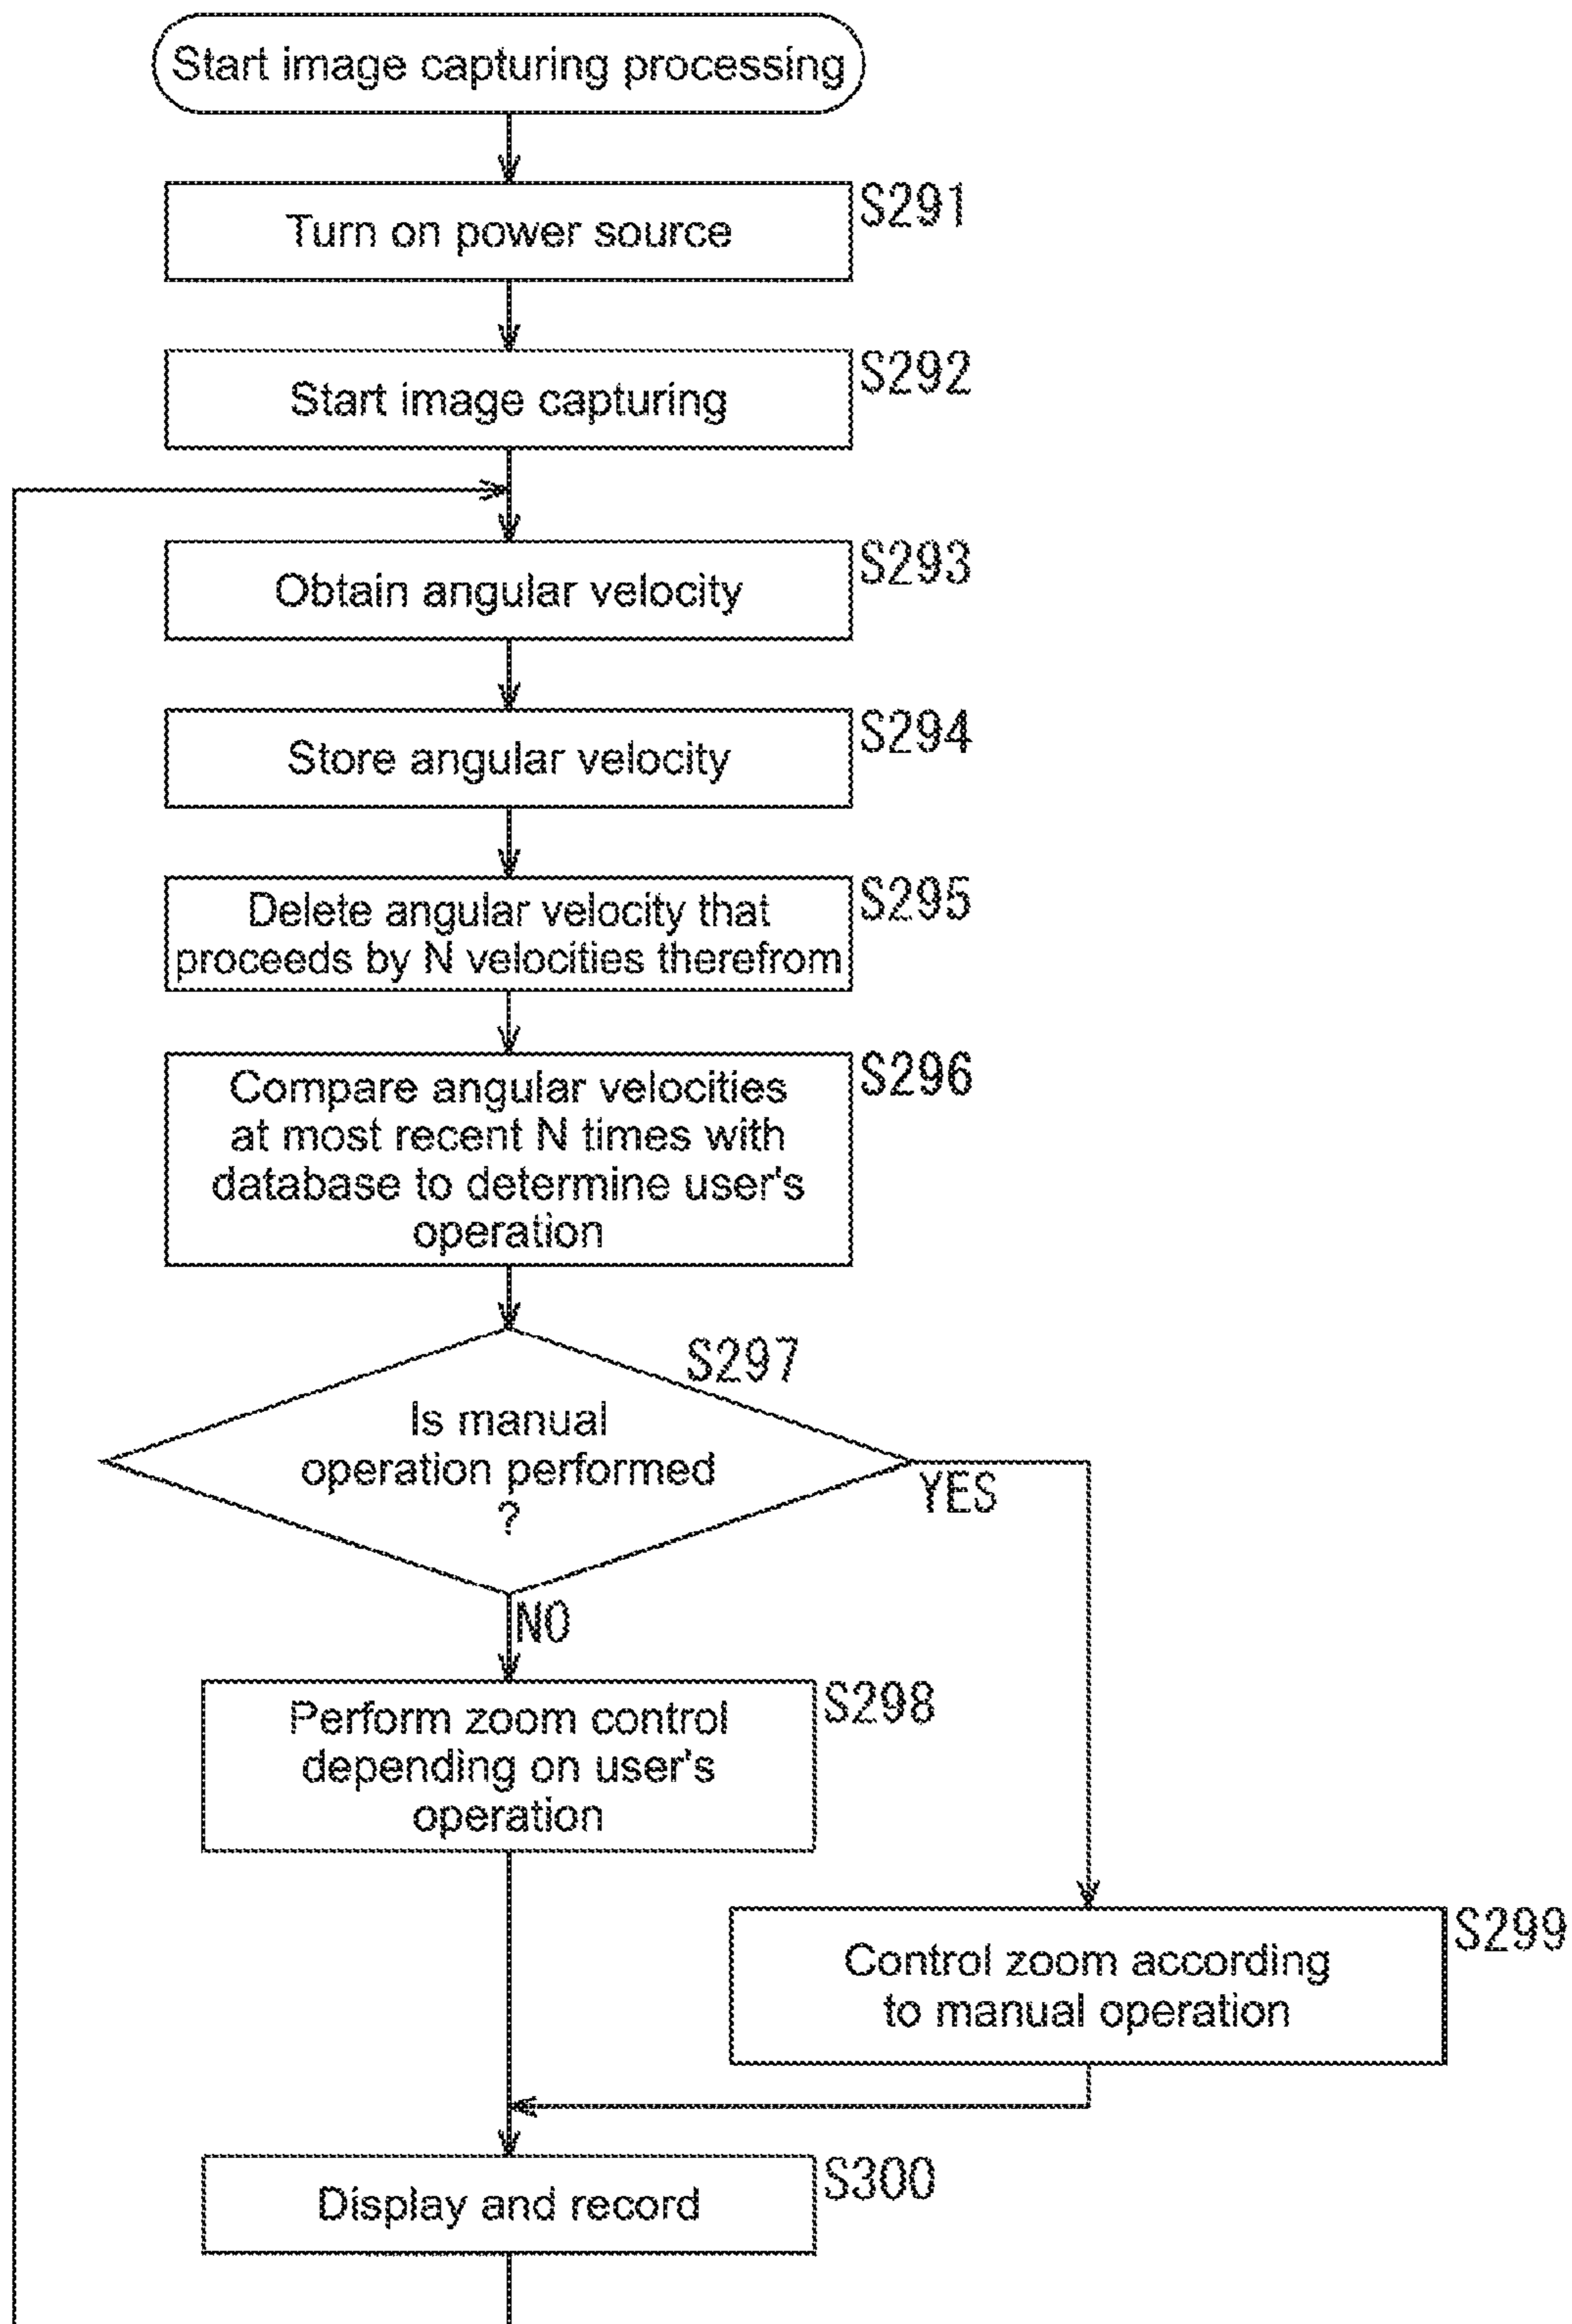 Start image capturing processing
S291
Turn on power source
S292
Start image capturing
S293
Obtain angular velocity
S294
Store angular velocity
S295
Delete angular velocity that
proceeds by N velocities therefrom
S296
Compare angular velocities
at most recent N times with
database to determine user's
operation
S297
Is manual
operation performed
?
YES
NO
S298
Perform zoom control
depending on user's
operation
S299
Control zoom according
to manual operation
S300
Display and record